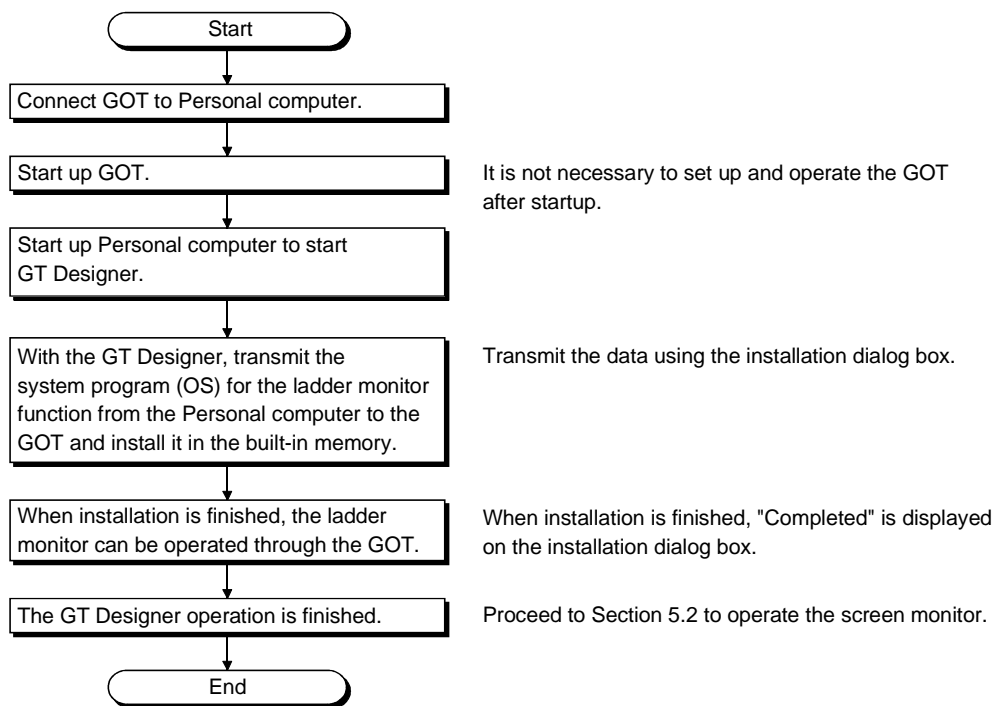 Start
Connect GOT to Personal computer.
Start up GOT.
It is not necessary to set up and operate the GOT
after startup.
Start up Personal computer to start
GT Designer.
With the GT Designer, transmit the
system program (OS) for the ladder monitor
function from the Personal computer to the
GOT and install it in the built-in memory.
Transmit the data using the installation dialog box.
When installation is finished, the ladder
monitor can be operated through the GOT.
When installation is finished, "Completed" is displayed
on the installation dialog box.
The GT Designer operation is finished.
Proceed to Section 5.2 to operate the screen monitor.
End